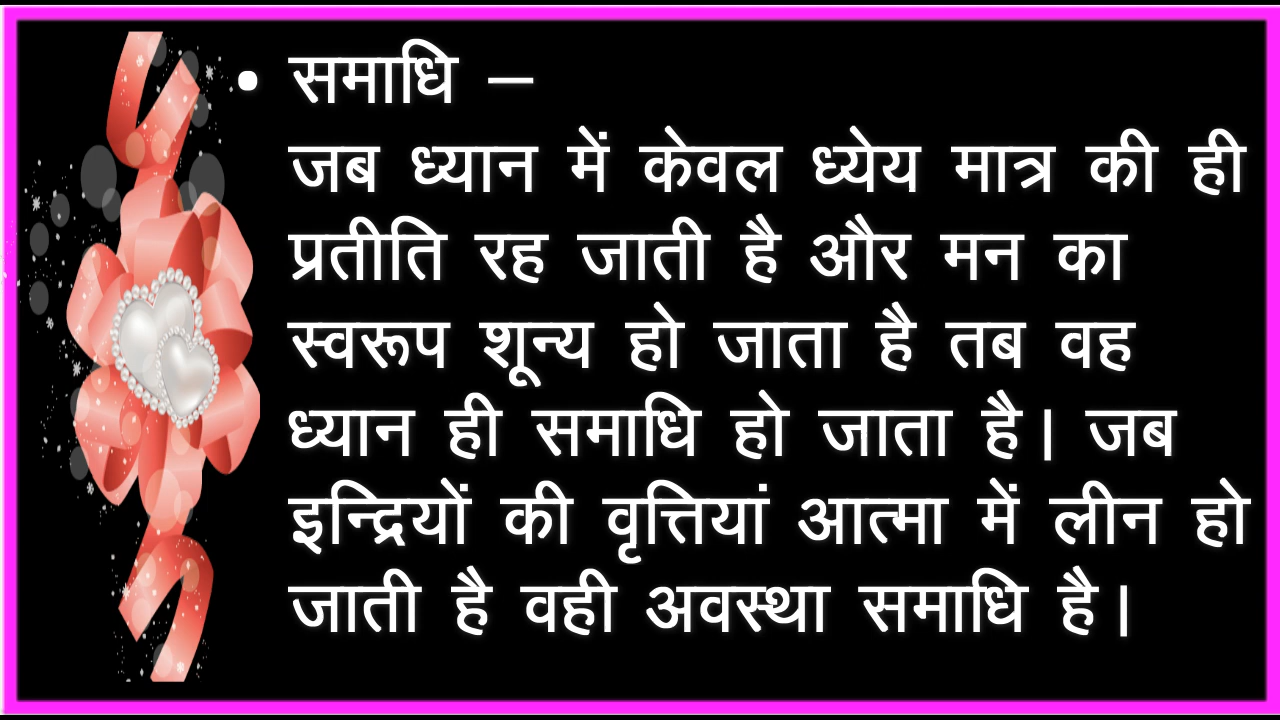 • समाधि –
जब ध्यान में केवल ध्येय मात्र की ही
प्रतीति रह जाती है और मन का
स्वरूप शून्य हो जाता है तब वह
ध्यान ही समाधि हो जाता है। जब
इन्द्रियों की वृत्तियां आत्मा में लीन हो
जाती है वही अवस्था समाधि है।